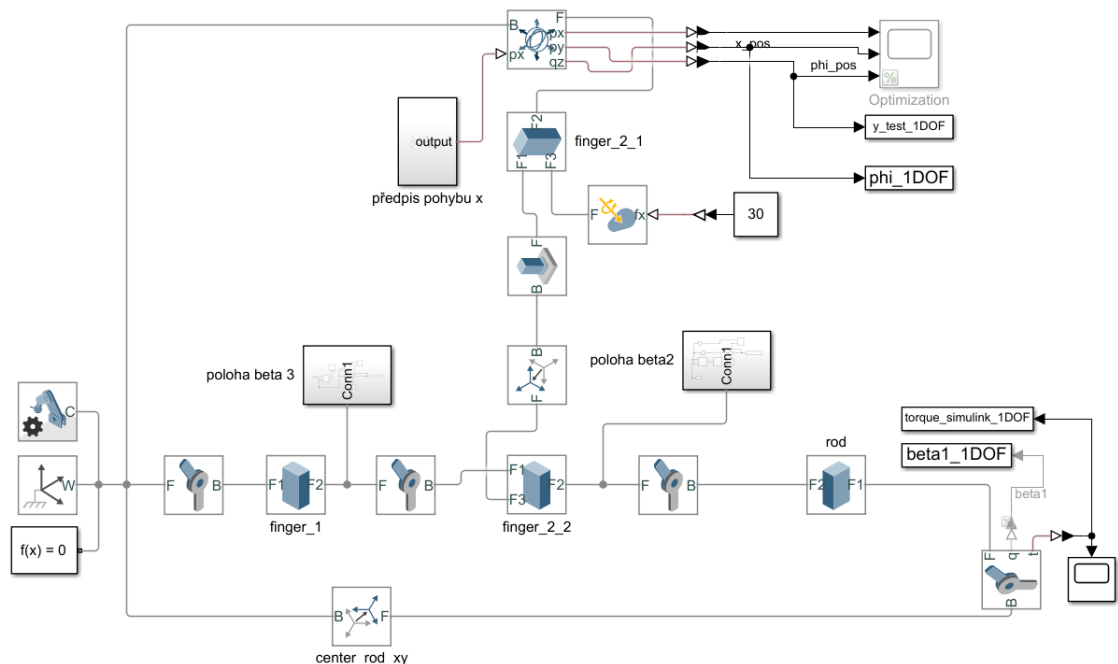 F
B
px
px
py
qz
x_pos
phi_pos
%
Optimization
y_test_1DOF
phi_1DOF
output
předpis pohybu x
F2
F1
F3
finger_2_1
F
fx
30
F
B
B
F
poloha beta 3
Conn1
poloha beta2
Conn1
C
W
f(x) = 0
F
B
F1
F2
finger_1
F
B
F1
F3
F2
finger_2_2
F
B
rod
F2
F1
torque_simulink_1DOF
beta1_1DOF
beta1
%
F
q
t
B
B
F
center_rod_xy